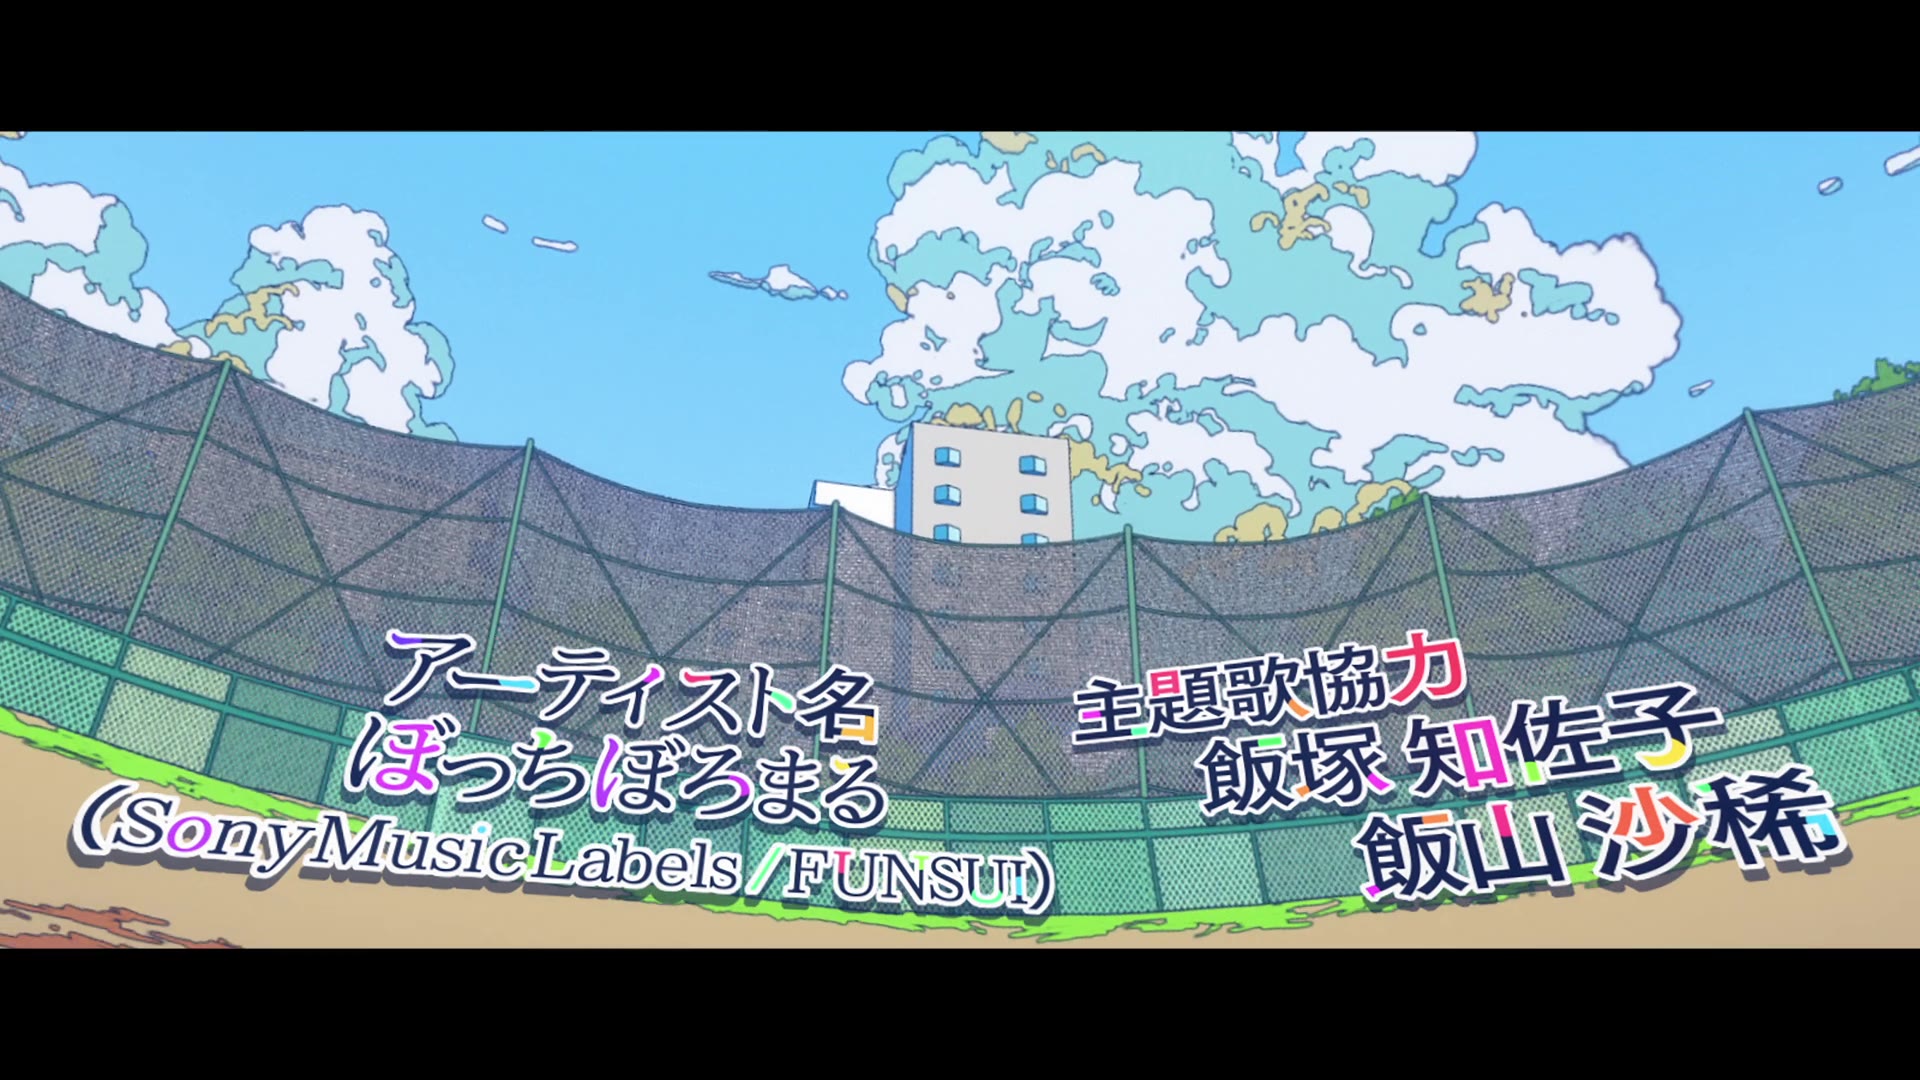 アーティスト名
ぼっちぼろまる
(SonyMusicLabels/FUNSUI)
主題歌協力
飯塚 知佐子
飯山 沙稀